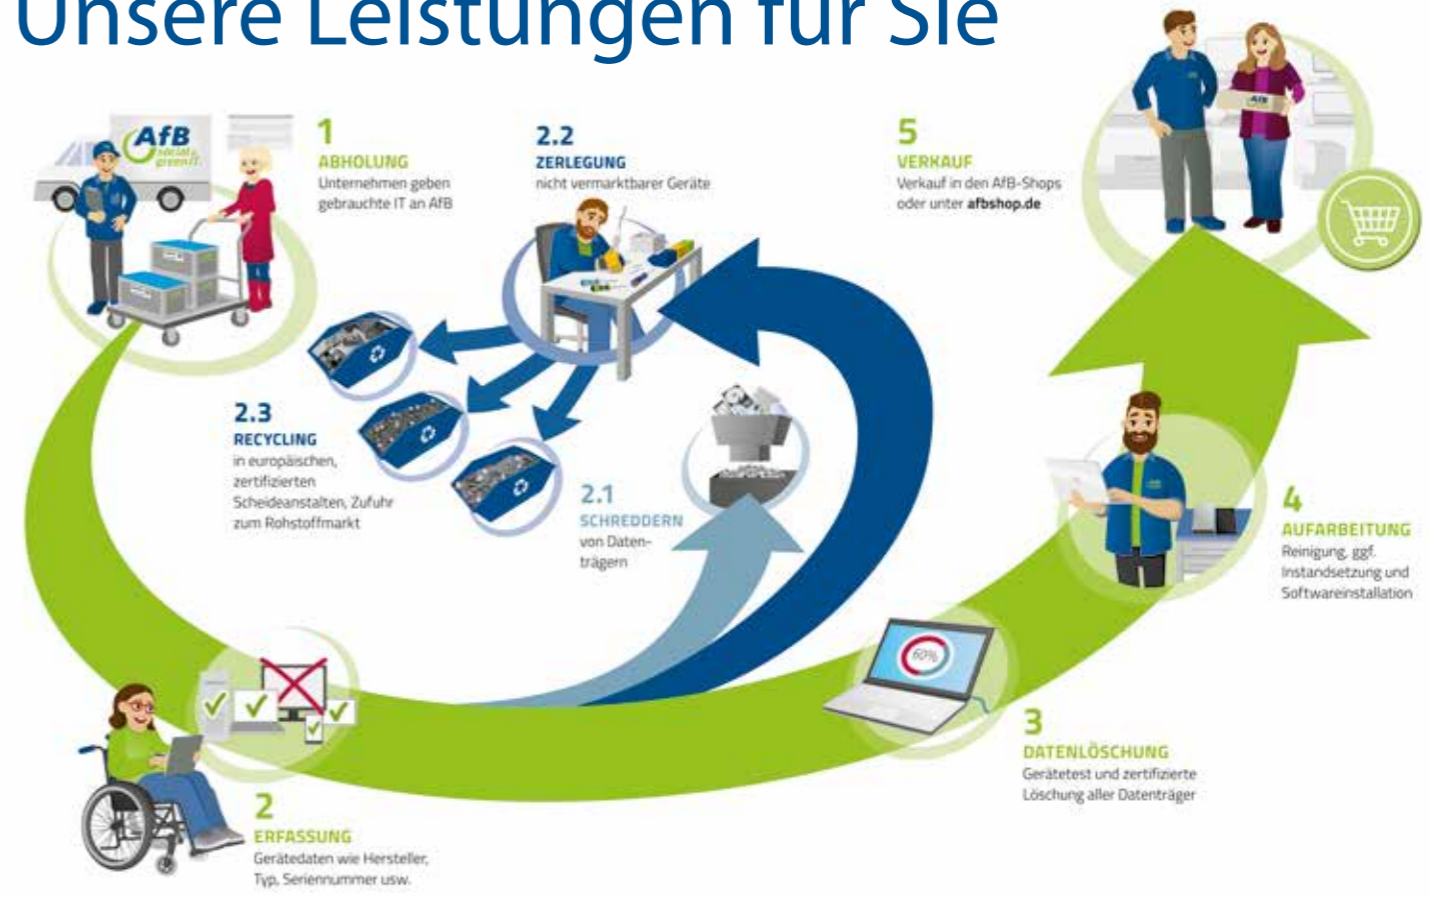 Unsere Leistungen für Sie
AfB
social &
green IT.
1
ABHOLUNG
Unternehmen geben
gebrauchte IT an AfB
2.2
ZERLEGUNG
nicht vermarktbarer Geräte
5
VERKAUF
Verkauf in den AfB-Shops
oder unter afbshop.de
AfB
2.3
RECYCLING
in europäischen,
zertifizierten
Scheideanstalten, Zufuhr
zum Rohstoffmarkt
2.1
SCHREDDERN
von Daten-
trägern
4
AUFARBEITUNG
Reinigung, ggf.
Instandsetzung und
Softwareinstallation
60%
3
DATENLÖSCHUNG
Gerätetest und zertifizierte
Löschung aller Datenträger
2
ERFASSUNG
Gerätedaten wie Hersteller,
Typ, Seriennummer usw.